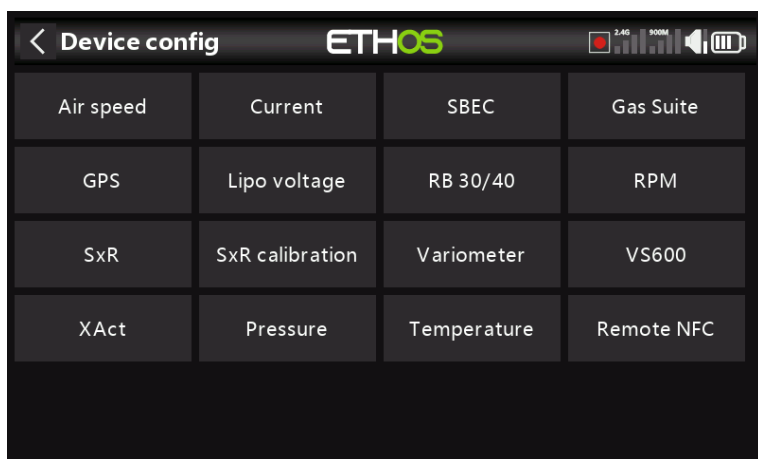 Device config ETHOS 2.4G 900M
Air speed Current SBEC Gas Suite
GPS Lipo voltage RB 30/40 RPM
SxR SxR calibration Variometer VS600
XAct Pressure Temperature Remote NFC